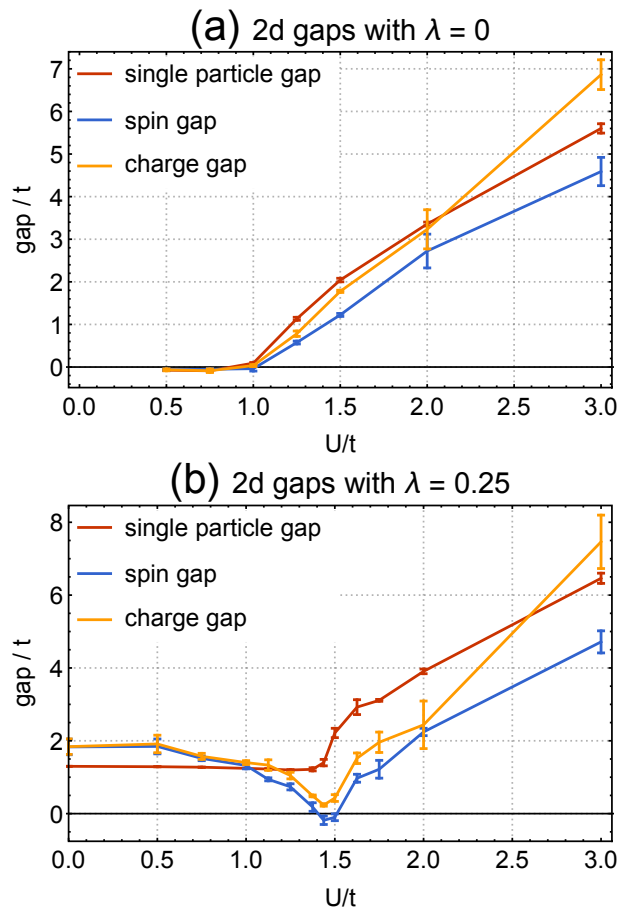 (a) 2d gaps with λ = 0
7
6
5
4
3
2
1
0
gap / t
single particle gap
spin gap
charge gap
0.0 0.5 1.0 1.5 2.0 2.5 3.0
U/t
(b) 2d gaps with λ = 0.25
8
6
4
2
0
gap / t
single particle gap
spin gap
charge gap
0.0 0.5 1.0 1.5 2.0 2.5 3.0
U/t